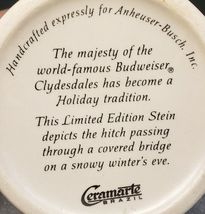 Handcrafted expressly for Anheuser-Busch, Inc.
The majesty of the
world-famous Budweiser®
Clydesdales has become a
Holiday tradition.
This Limited Edition Stein
depicts the hitch passing
through a covered bridge
on a snowy winter's eve.
Ceramarte
BRAZIL